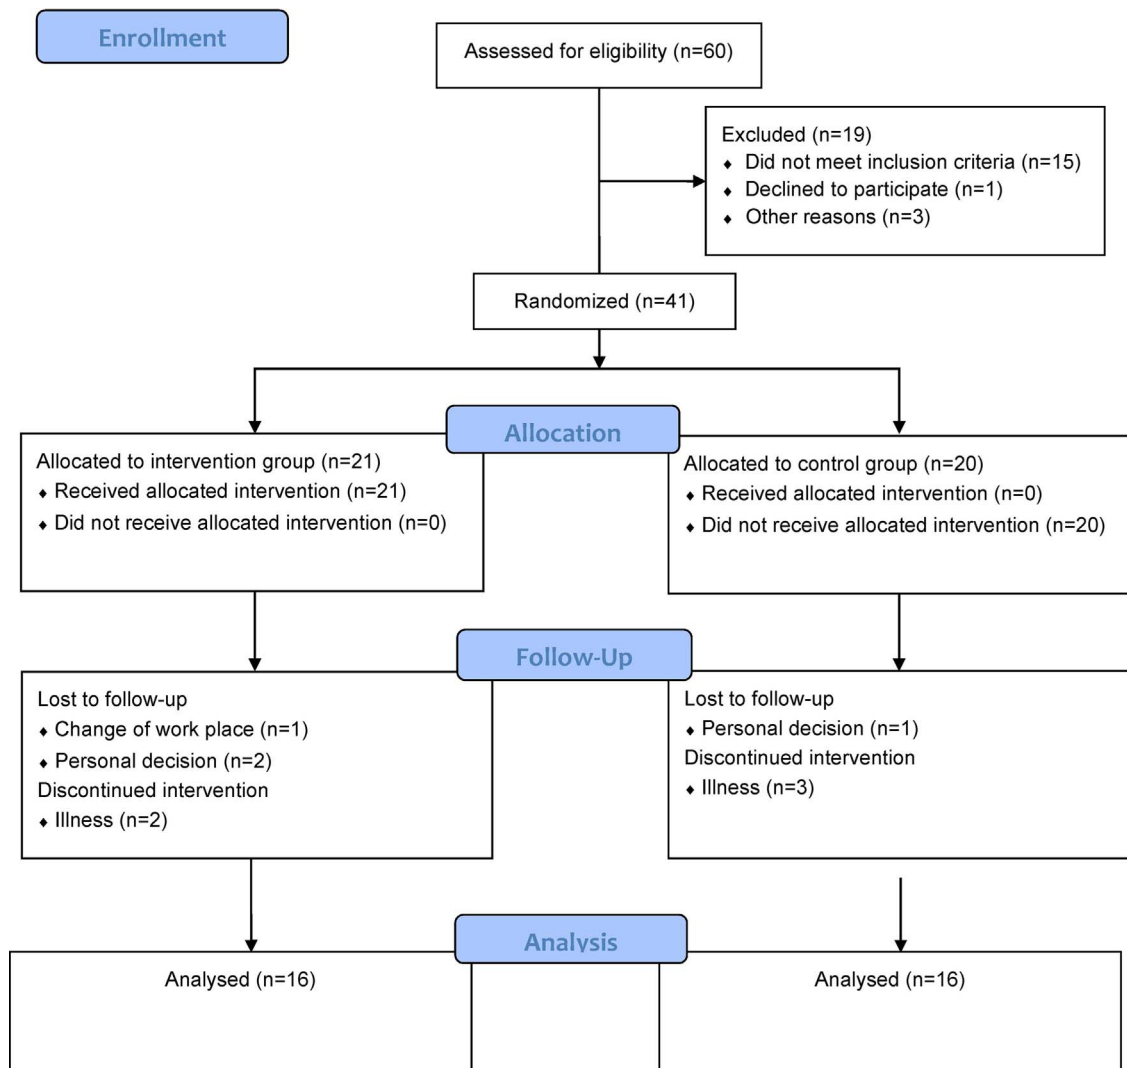 Enrollment
Assessed for eligibility (n=60)
Excluded (n=19)
♦ Did not meet inclusion criteria (n=15)
♦ Declined to participate (n=1)
♦ Other reasons (n=3)
Randomized (n=41)
Allocation
Allocated to intervention group (n=21)
♦ Received allocated intervention (n=21)
♦ Did not receive allocated intervention (n=0)
Allocated to control group (n=20)
♦ Received allocated intervention (n=0)
♦ Did not receive allocated intervention (n=20)
Follow-Up
Lost to follow-up
♦ Change of work place (n=1)
♦ Personal decision (n=2)
Discontinued intervention
♦ Illness (n=2)
Lost to follow-up
♦ Personal decision (n=1)
Discontinued intervention
♦ Illness (n=3)
Analysis
Analysed (n=16)
Analysed (n=16)